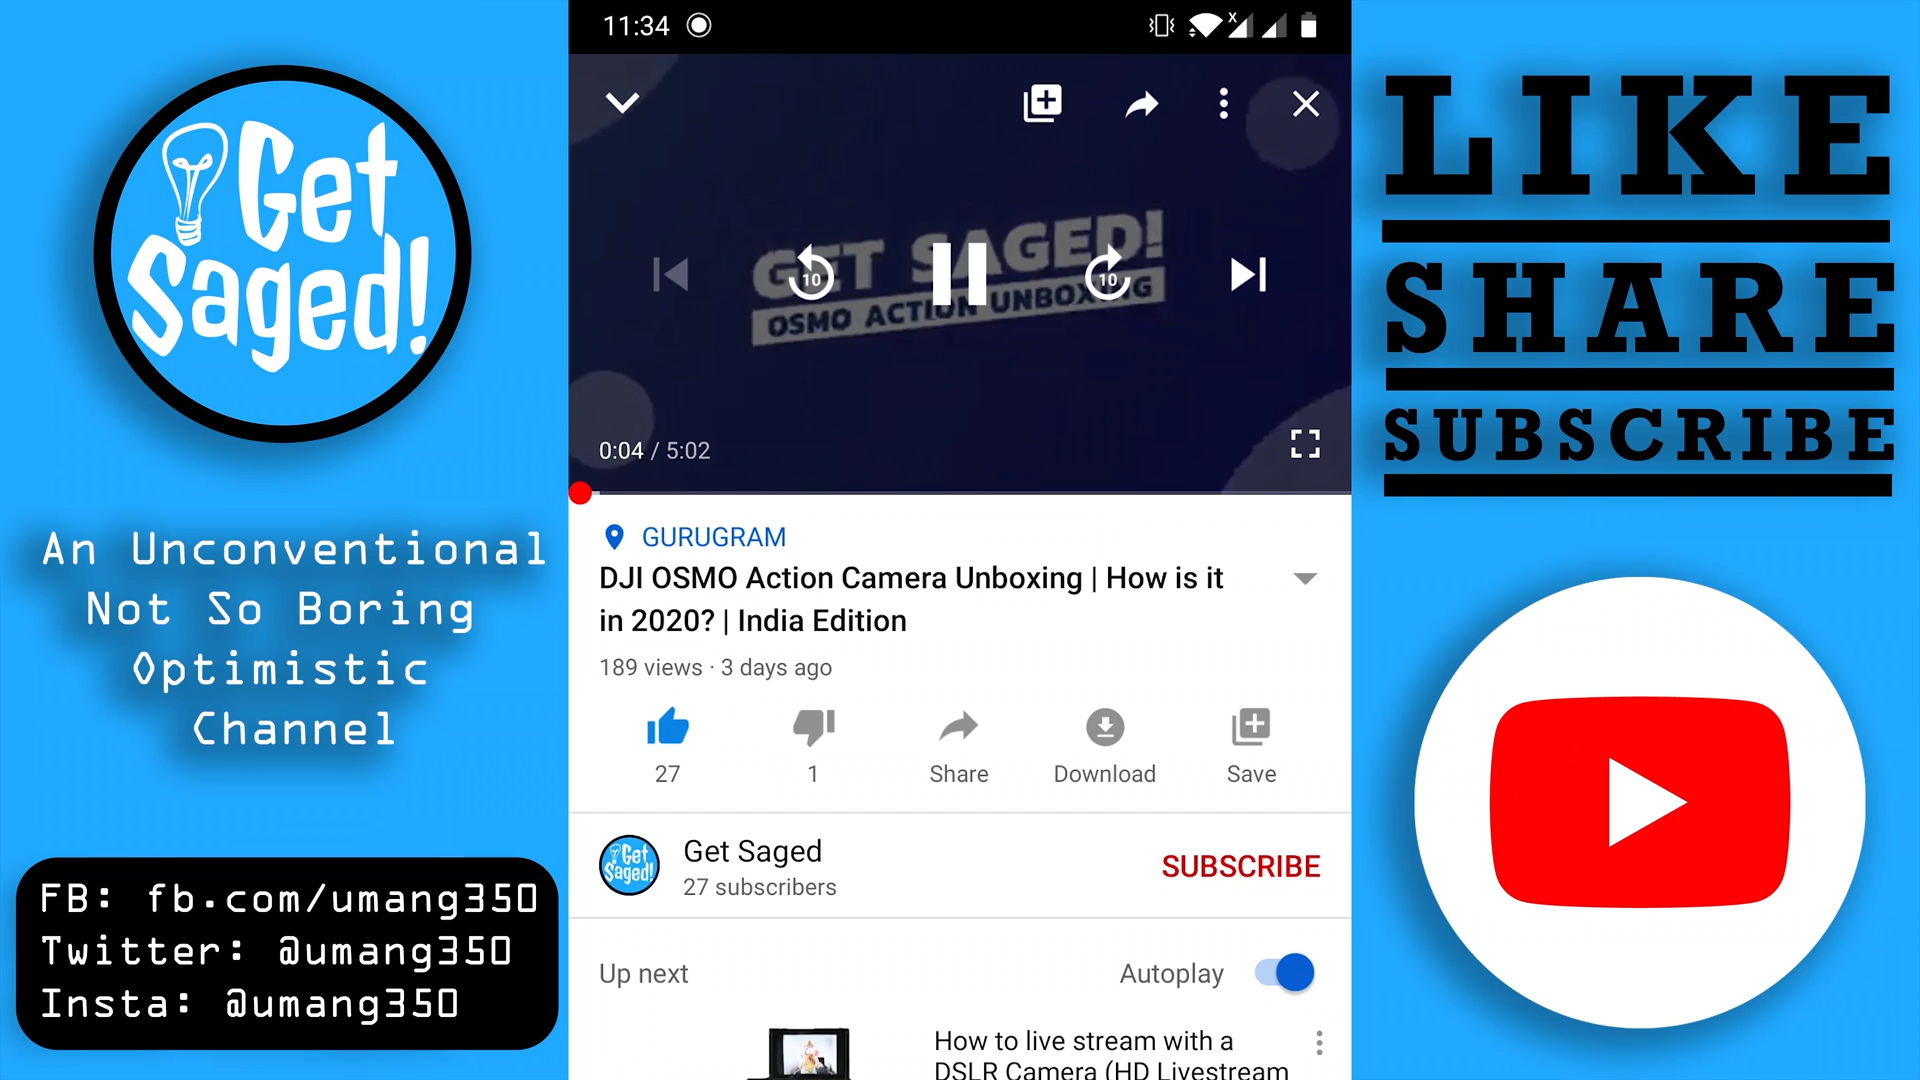 Get
Saged!
An Unconventional
Not So Boring
Optimistic
Channel
FB: fb.com/umang350
Twitter: @umang350
Insta: @umang350
11:34
X
GET SAGED!
OSMO ACTION UNBOXING
10
10
0:04 / 5:02
GURUGRAM
DJI OSMO Action Camera Unboxing | How is it
in 2020? | India Edition
189 views · 3 days ago
27
1
Share
Download
Save
Get
Saged!
Get Saged
27 subscribers
SUBSCRIBE
Up next
Autoplay
How to live stream with a
DSLR Camera (HD Livestream
LIKE
SHARE
SUBSCRIBE